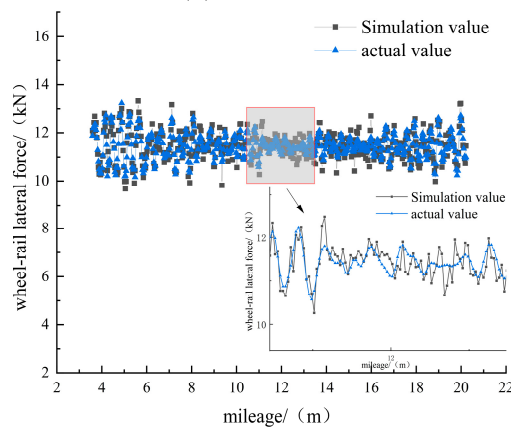 Simulation value
actual value
wheel-rail lateral force/ (kN)
16
14
12
10
8
6
4
2
Simulation value
actual value
wheel-rail lateral force/（kN）
12
10
12
mileage/（m）
2 4 6 8 10 12 14 16 18 20 22
mileage/（m）